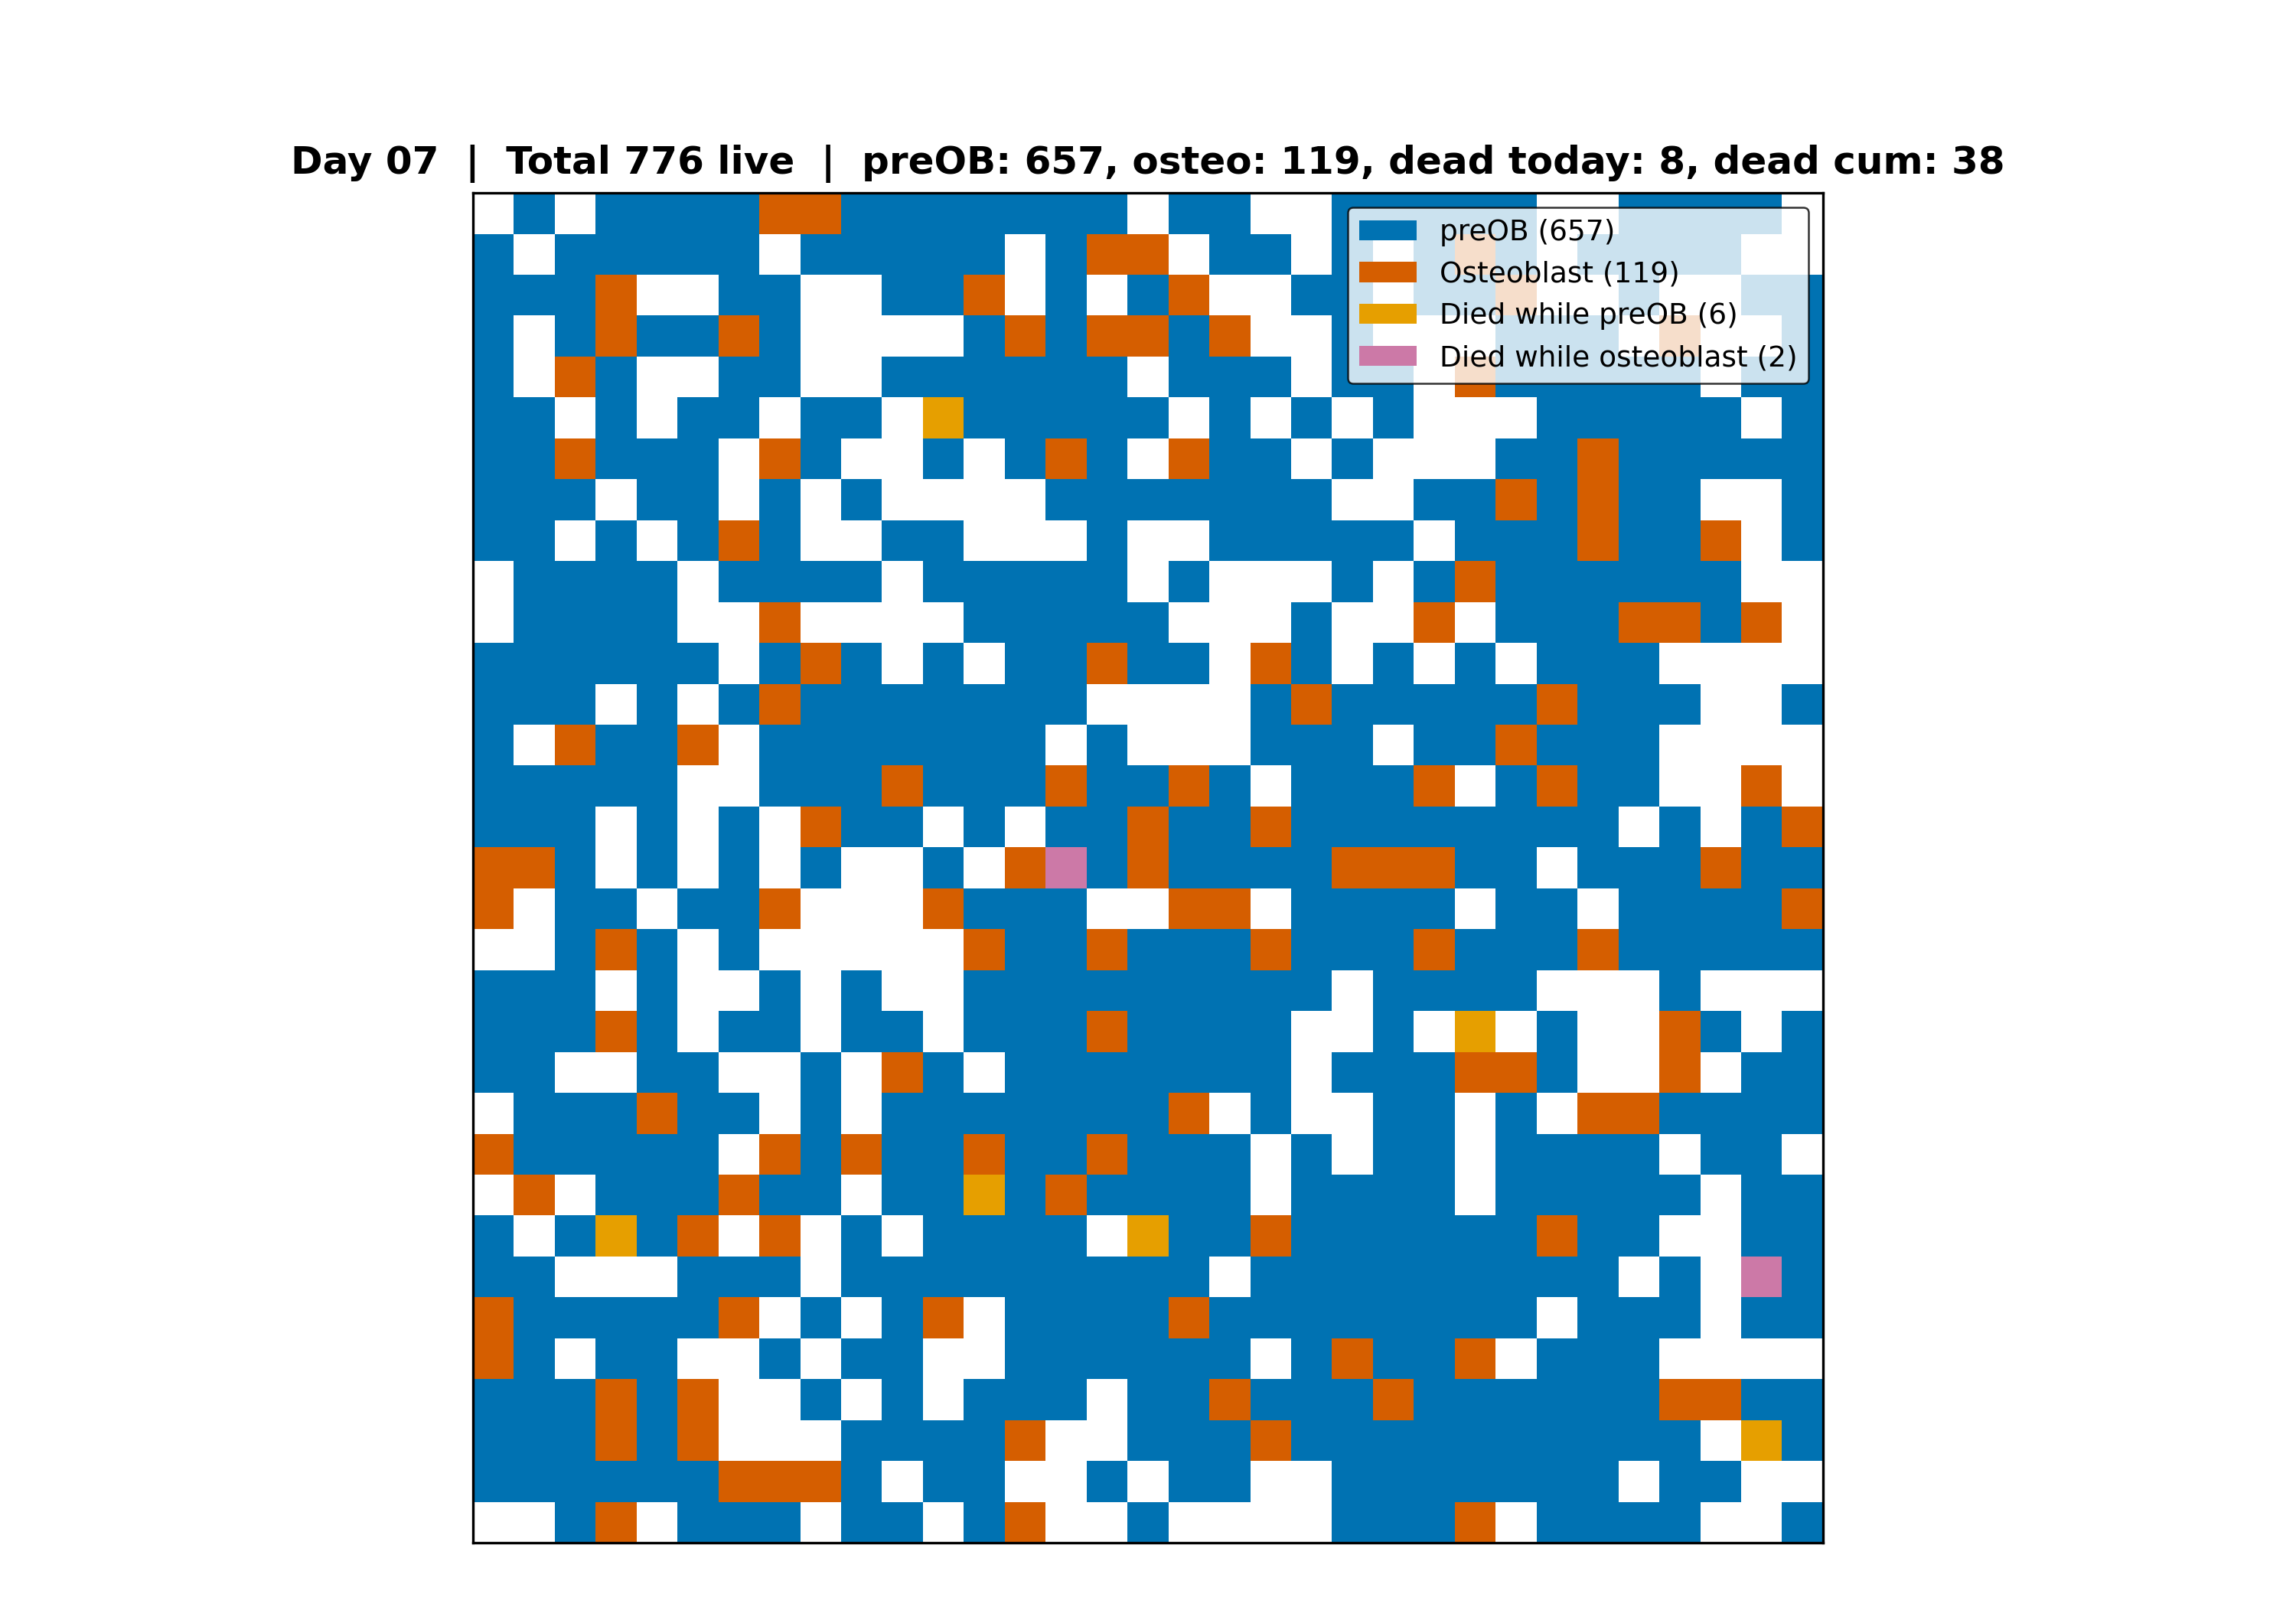 Day 07 | Total 776 live | preOB: 657, osteo: 119, dead today: 8, dead cum: 38
preOB (657)
Osteoblast (119)
Died while preOB (6)
Died while osteoblast (2)